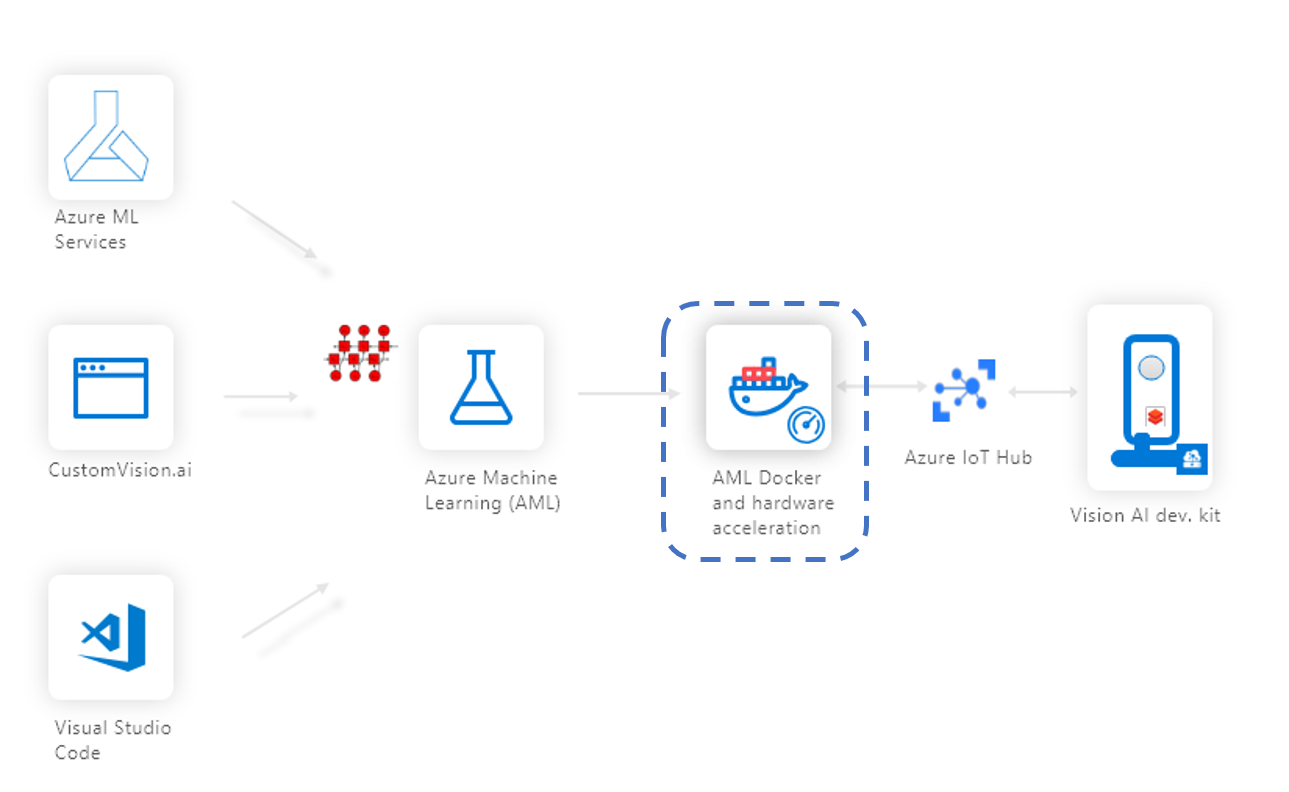 Azure ML
Services
CustomVision.ai
Visual Studio
Code
Azure Machine
Learning (AML)
AML Docker
and hardware
acceleration
Azure IoT Hub
Vision AI dev. kit